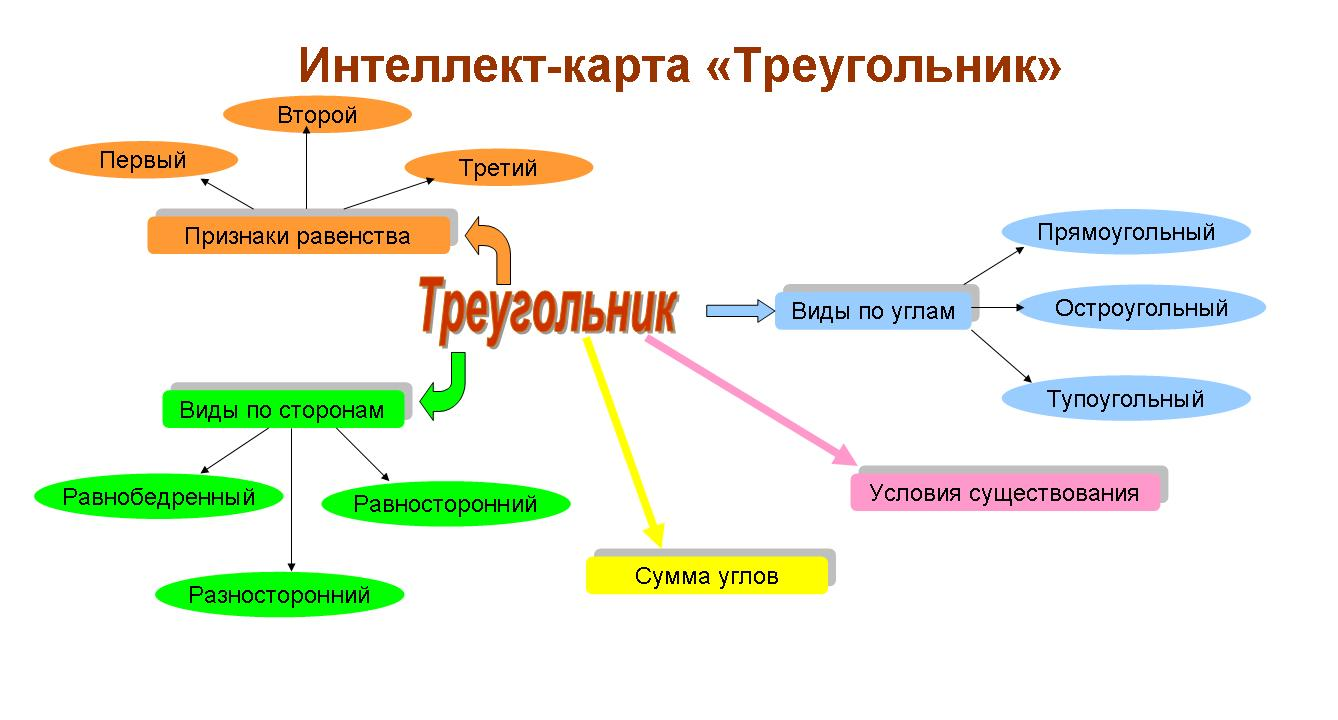 Интеллект-карта «Треугольник»
Второй
Первый
Третий
Признаки равенства
Треугольник
Прямоугольный
Виды по углам
Остроугольный
Тупоугольный
Виды по сторонам
Равнобедренный
Равносторонний
Разносторонний
Условия существования
Сумма углов